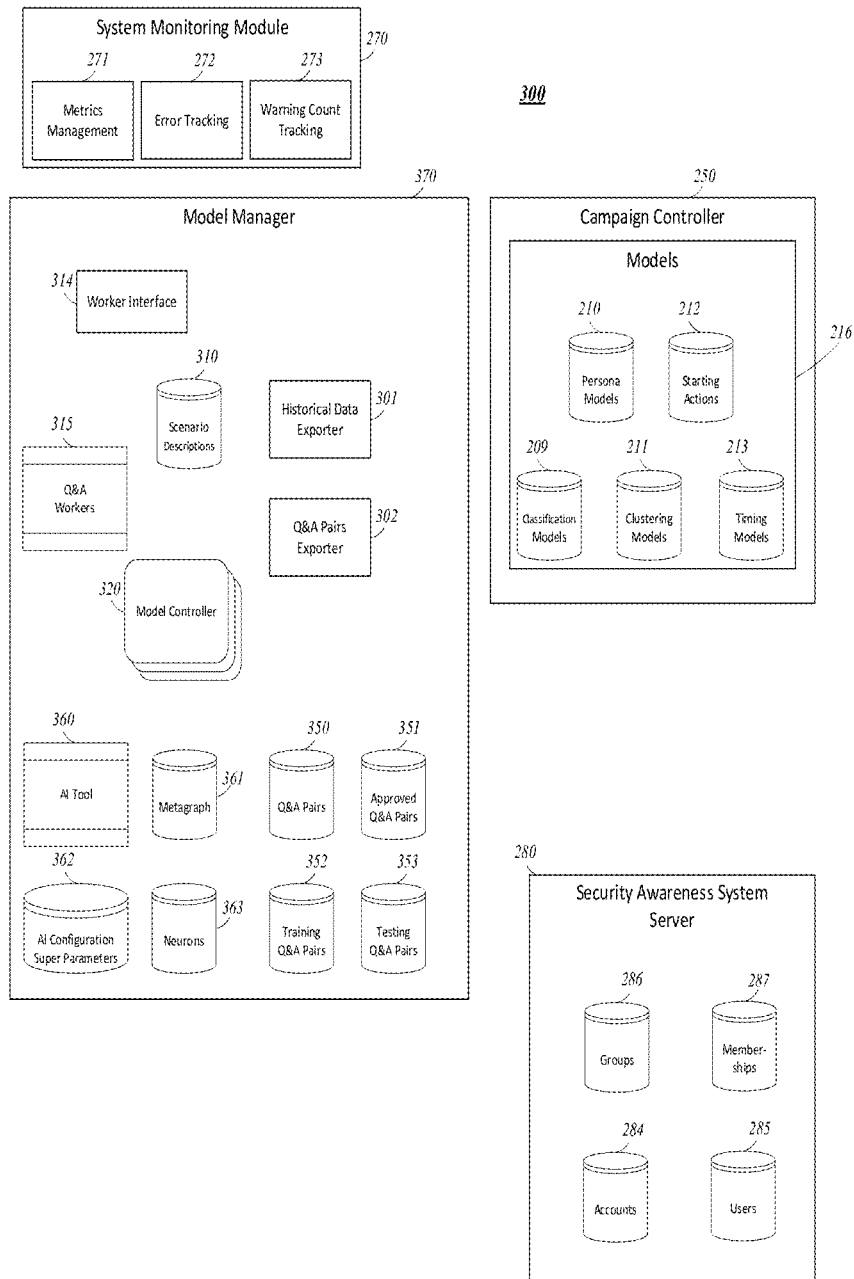 System Monitoring Module
270
271
272
273
Metrics
Management
Error Tracking
Warning Count
Tracking
300
370
Model Manager
314
Worker Interface
310
Scenario
Descriptions
Historical Data
Exporter
301
315
Q&A
Workers
Q&A Pairs
Exporter
302
320
Model Controller
360
AI Tool
Metagraph
361
350
Q&A Pairs
351
Approved
Q&A Pairs
362
AI Configuration
Super Parameters
Neurons
363
352
Training
Q&A Pairs
353
Testing
Q&A Pairs
250
Campaign Controller
Models
216
210
Persona
Models
212
Starting
Actions
209
Classification
Models
211
Clustering
Models
213
Timing
Models
280
Security Awareness System
Server
286
Groups
287
Member-
ships
284
Accounts
285
Users